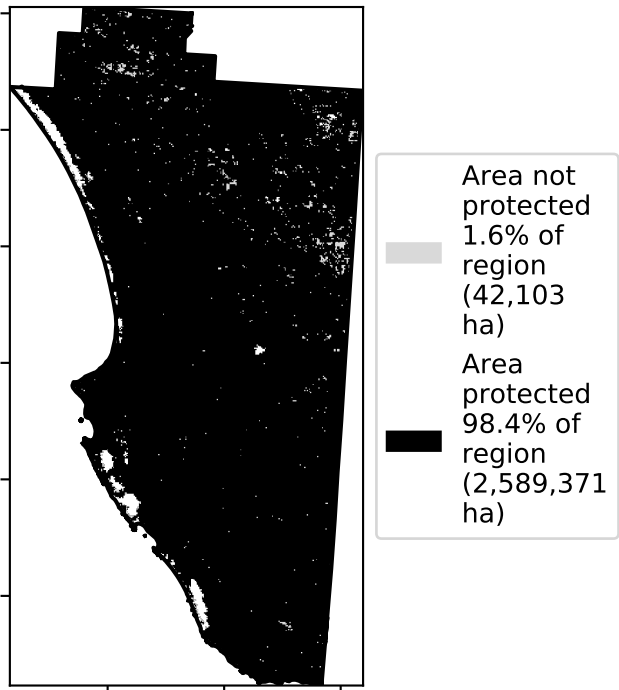 Area not
protected
1.6% of
region
(42,103
ha)
Area
protected
98.4% of
region
(2,589,371
ha)